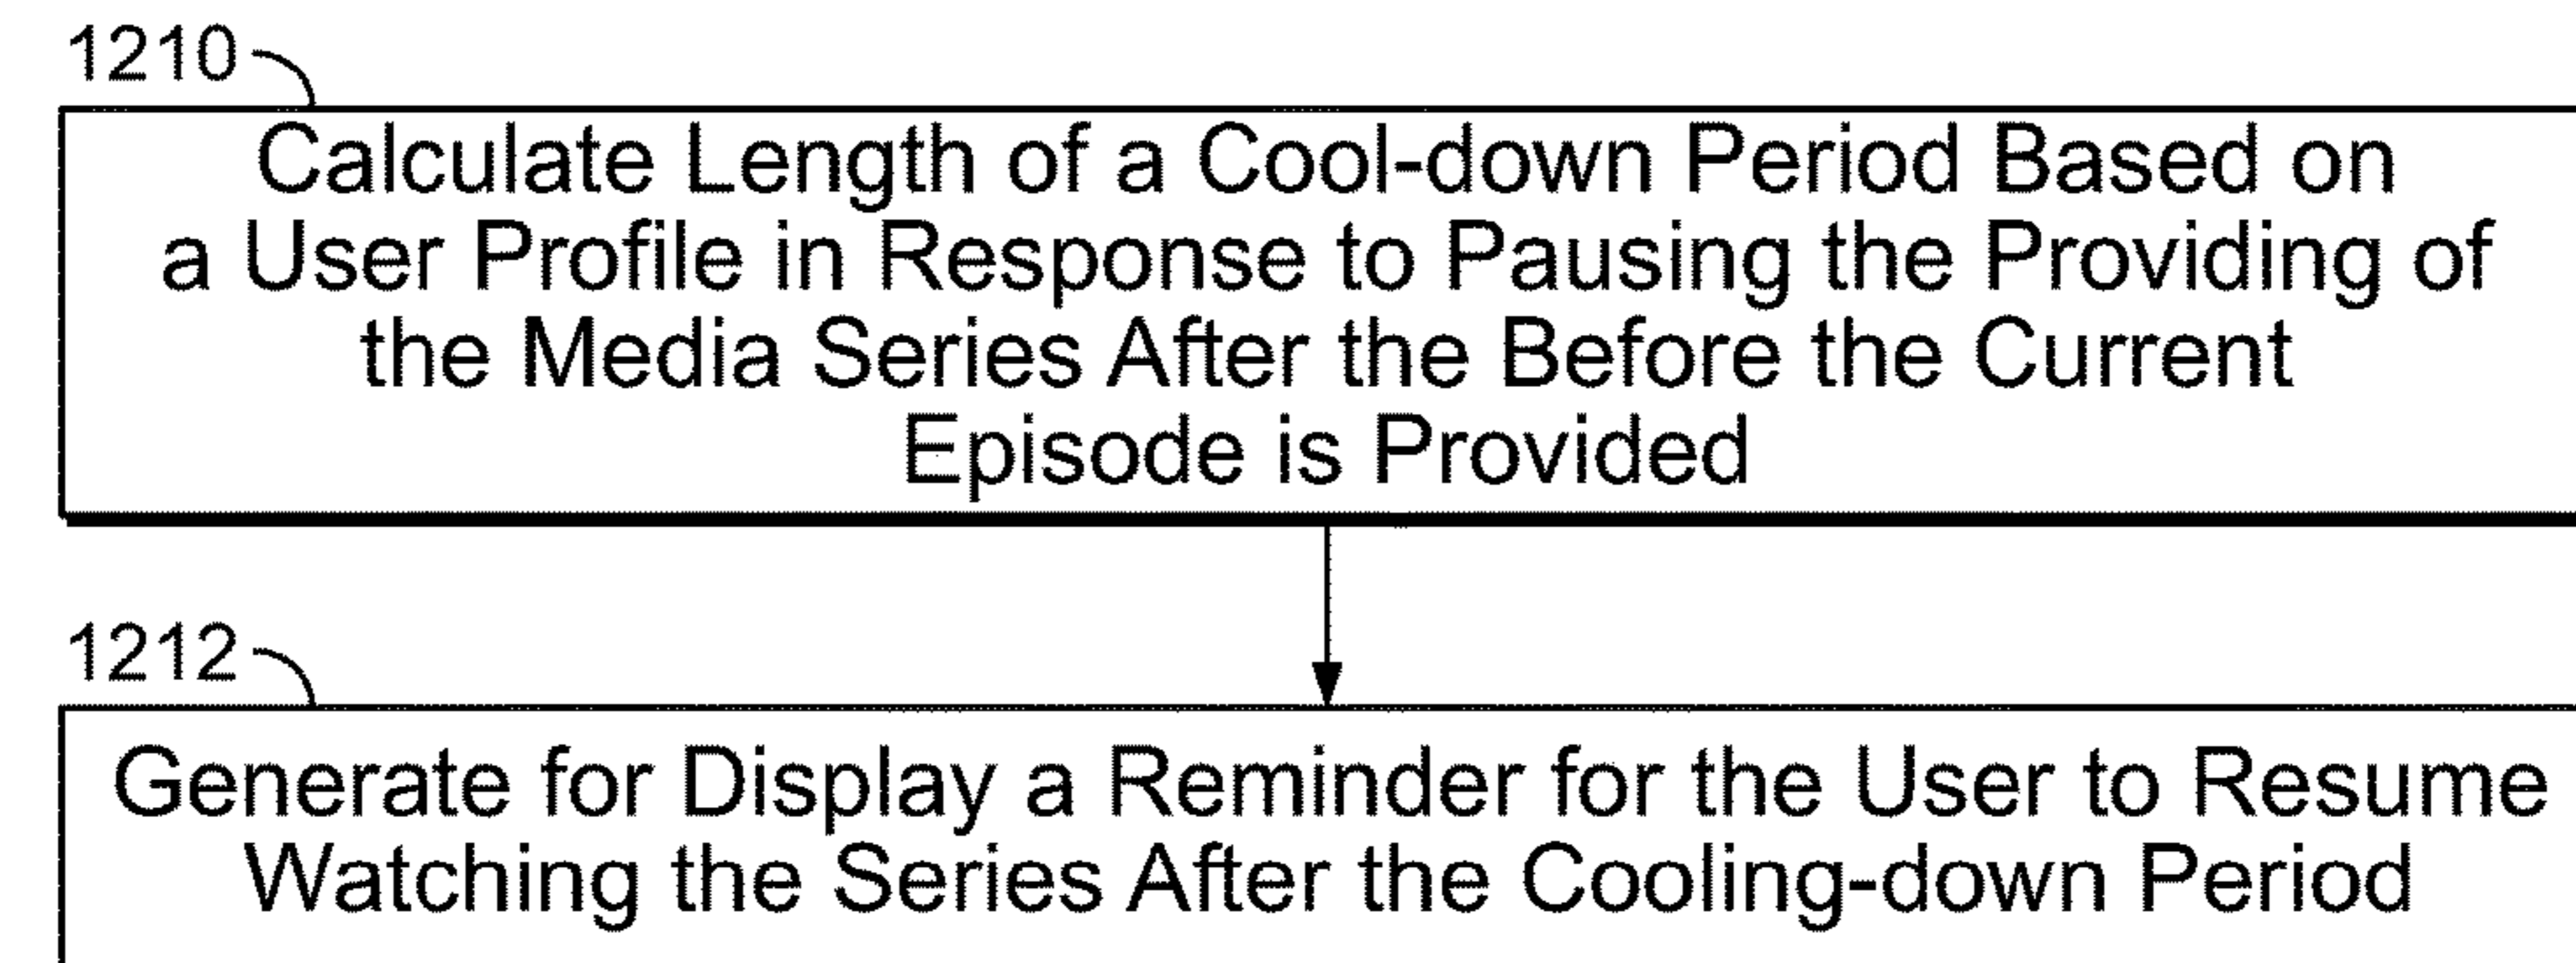 1210
Calculate Length of a Cool-down Period Based on
a User Profile in Response to Pausing the Providing of
the Media Series After the Before the Current
Episode is Provided
1212
Generate for Display a Reminder for the User to Resume
Watching the Series After the Cooling-down Period